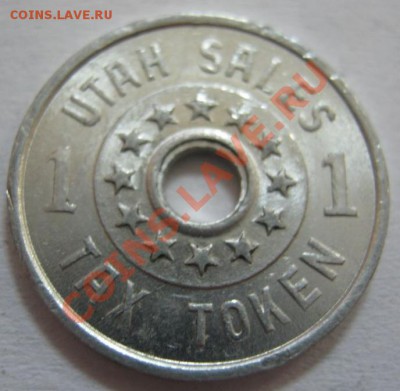 COINS.LAVE.RU
UTAH SALES
1 1
TAX TOKEN
COINS.LAVE.RU